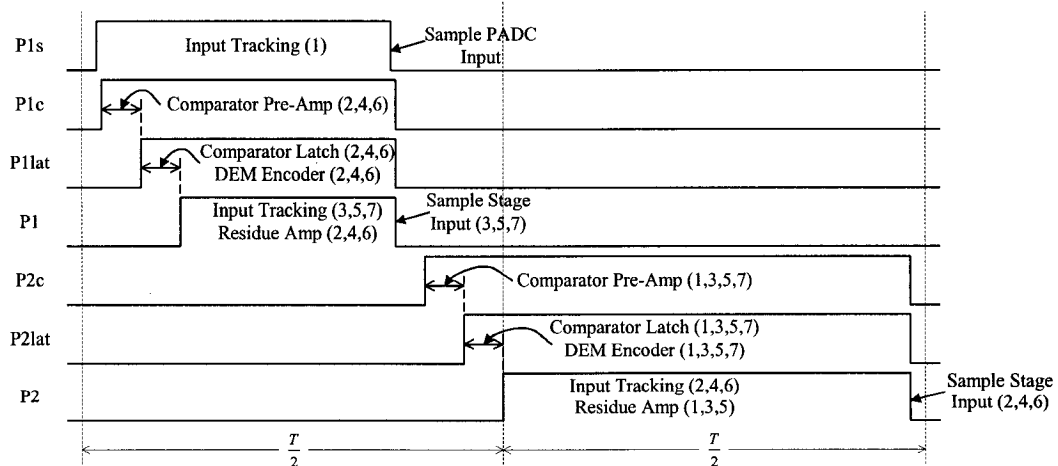 P1s
Input Tracking (1)
Sample PADC
Input
P1c
Comparator Pre-Amp (2,4,6)
P1lat
Comparator Latch (2,4,6)
DEM Encoder (2,4,6)
P1
Input Tracking (3,5,7)
Residue Amp (2,4,6)
Sample Stage
Input (3,5,7)
P2c
Comparator Pre-Amp (1,3,5,7)
P2lat
Comparator Latch (1,3,5,7)
DEM Encoder (1,3,5,7)
P2
Input Tracking (2,4,6)
Residue Amp (1,3,5)
Sample Stage
Input (2,4,6)
T
2
T
2